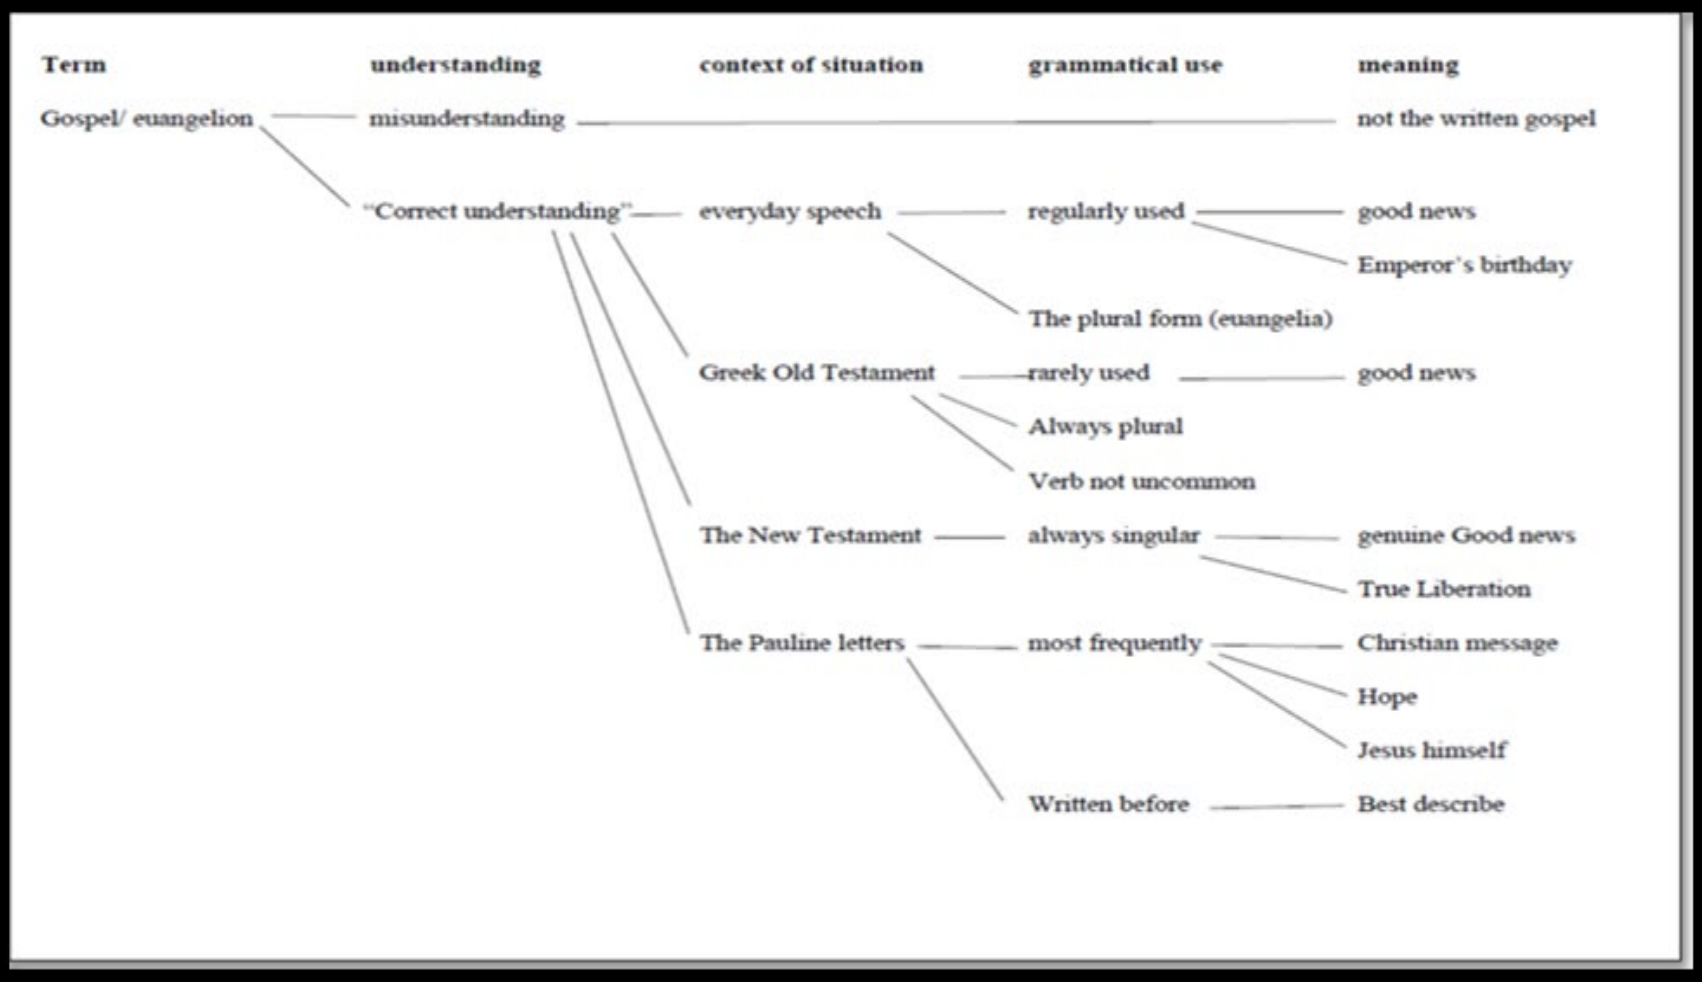 Term understanding context of situation grammatical use meaning
Gospel/ euangelion misunderstanding not the written gospel
“Correct understanding” everyday speech regularly used good news
Emperor’s birthday
The plural form (euangelia)
Greek Old Testament rarely used good news
Always plural
Verb not uncommon
The New Testament always singular genuine Good news
True Liberation
The Pauline letters most frequently Christian message
Hope
Jesus himself
Written before Best describe